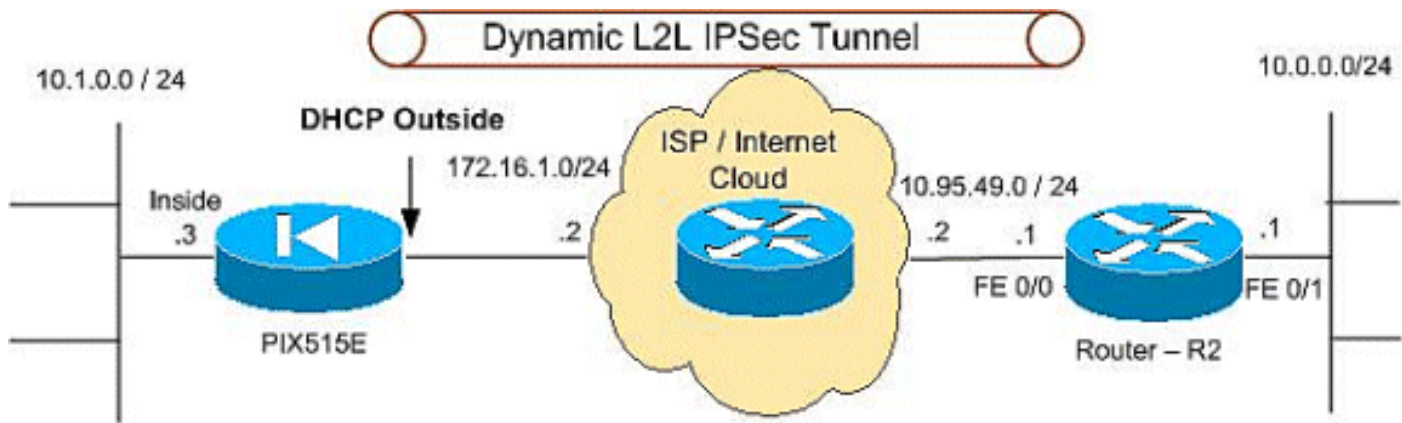 Dynamic L2L IPSec Tunnel
10.1.0.0 / 24
10.0.0.0/24
DHCP Outside
172.16.1.0/24
ISP / Internet
Cloud
10.95.49.0 / 24
Inside
.3
.2
.2
.1
.1
FE 0/0
FE 0/1
PIX515E
Router – R2